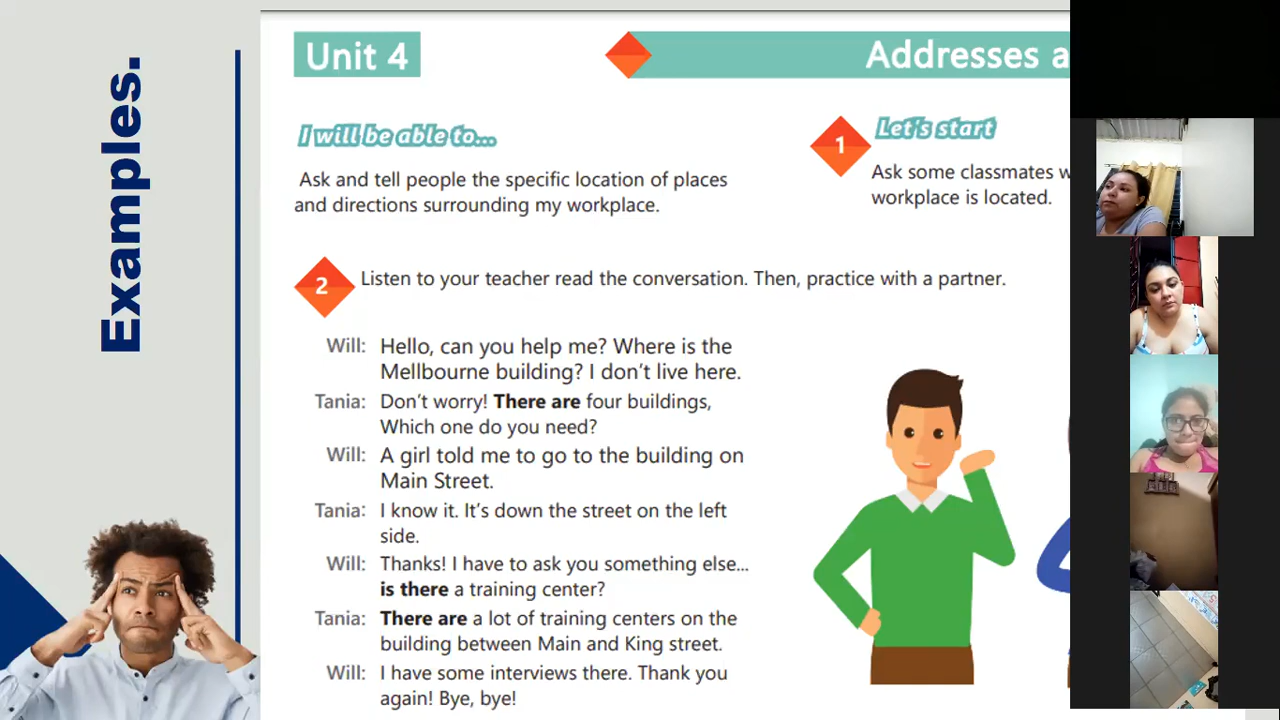 Examples.
Unit 4
Addresses a
I will be able to...
Ask and tell people the specific location of places
and directions surrounding my workplace.
1
Let's start
Ask some classmates w
workplace is located.
2
Listen to your teacher read the conversation. Then, practice with a partner.
Will: Hello, can you help me? Where is the
Mellbourne building? I don't live here.
Tania: Don't worry! There are four buildings,
Which one do you need?
Will: A girl told me to go to the building on
Main Street.
Tania: I know it. It's down the street on the left
side.
Will: Thanks! I have to ask you something else...
is there a training center?
Tania: There are a lot of training centers on the
building between Main and King street.
Will: I have some interviews there. Thank you
again! Bye, bye!